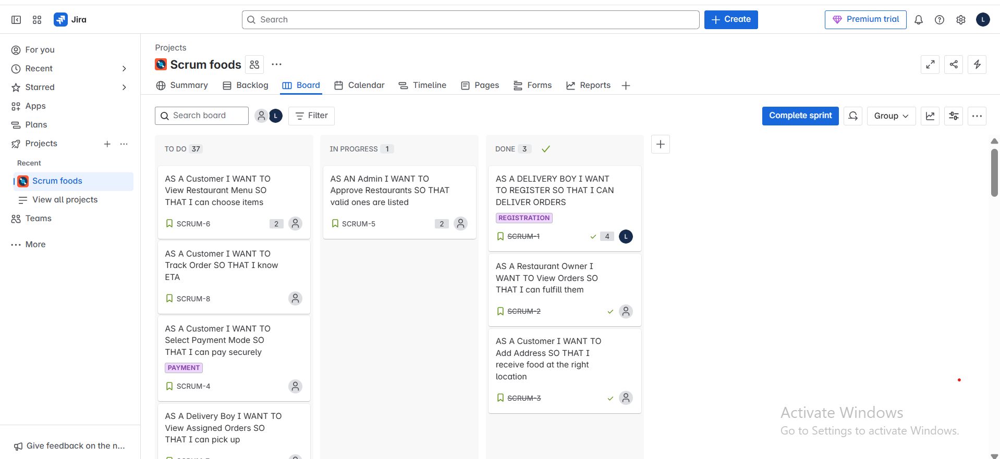 Jira
Search
Create
Premium trial
L
For you
Recent
Starred
Apps
Plans
Projects
Recent
Scrum foods
View all projects
Teams
More
Give feedback on the n...
Projects
Scrum foods
Summary
Backlog
Board
Calendar
Timeline
Pages
Forms
Reports
Search board
L
Filter
Complete sprint
Group
TO DO 37
AS A Customer I WANT TO
View Restaurant Menu SO
THAT I can choose items
SCRUM-6
2
AS A Customer I WANT TO
Track Order SO THAT I know
ETA
SCRUM-8
AS A Customer I WANT TO
Select Payment Mode SO
THAT I can pay securely
PAYMENT
SCRUM-4
AS A Delivery Boy I WANT TO
View Assigned Orders SO
THAT I can pick up
IN PROGRESS 1
AS AN Admin I WANT TO
Approve Restaurants SO THAT
valid ones are listed
SCRUM-5
2
DONE 3
AS A DELIVERY BOY I WANT
TO REGISTER SO THAT I CAN
DELIVER ORDERS
REGISTRATION
SCRUM-1
4
L
AS A Restaurant Owner I
WANT TO View Orders SO
THAT I can fulfill them
SCRUM-2
AS A Customer I WANT TO
Add Address SO THAT I
receive food at the right
location
SCRUM-3
Activate Windows
Go to Settings to activate Windows.